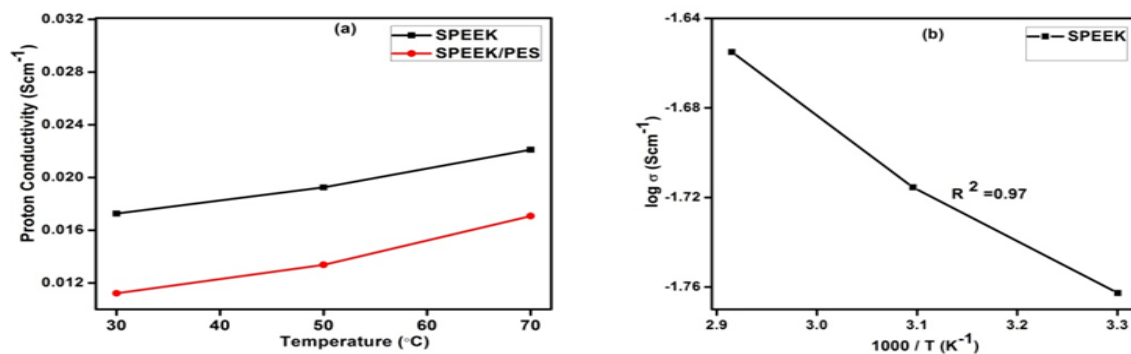 (a)
SPEEK
SPEEK/PES
Proton Conductivity (Scm⁻¹)
0.032
0.028
0.024
0.020
0.016
0.012
30 40 50 60 70
Temperature (°C)
(b)
SPEEK
log σ (Scm⁻¹)
-1.64
-1.68
-1.72
-1.76
R² =0.97
2.9 3.0 3.1 3.2 3.3
1000 / T (K⁻¹)